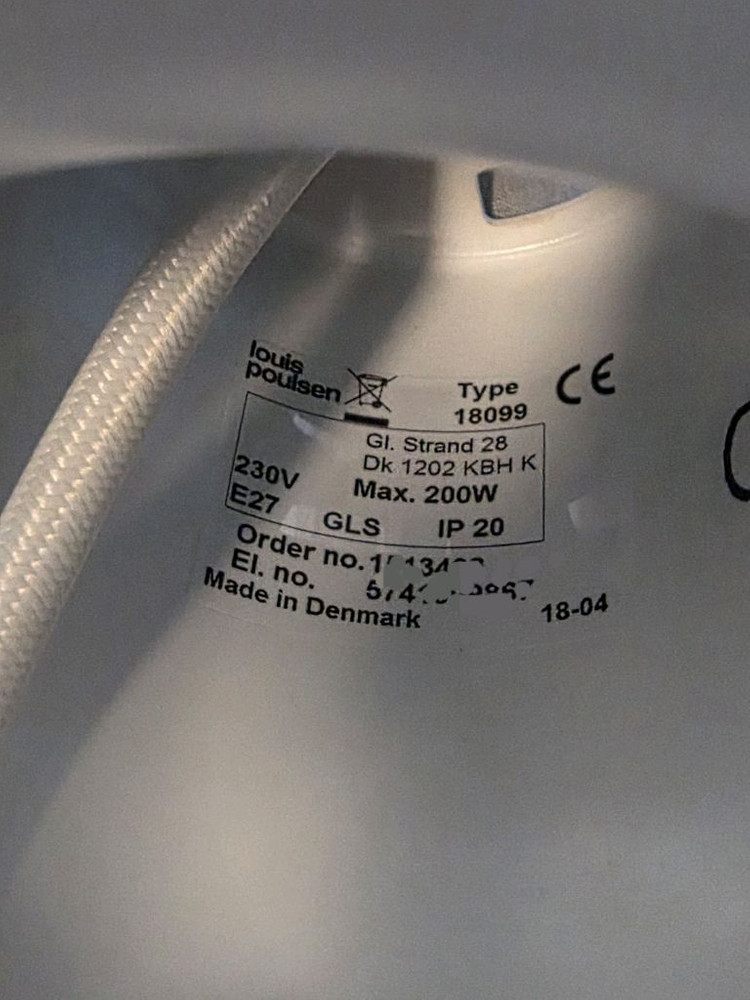 louis
poulsen
Type
18099
CE
Gl. Strand 28
Dk 1202 KBH K
230V
Max. 200W
E27
GLS
IP 20
Order no.
El. no.
18-04
Made in Denmark